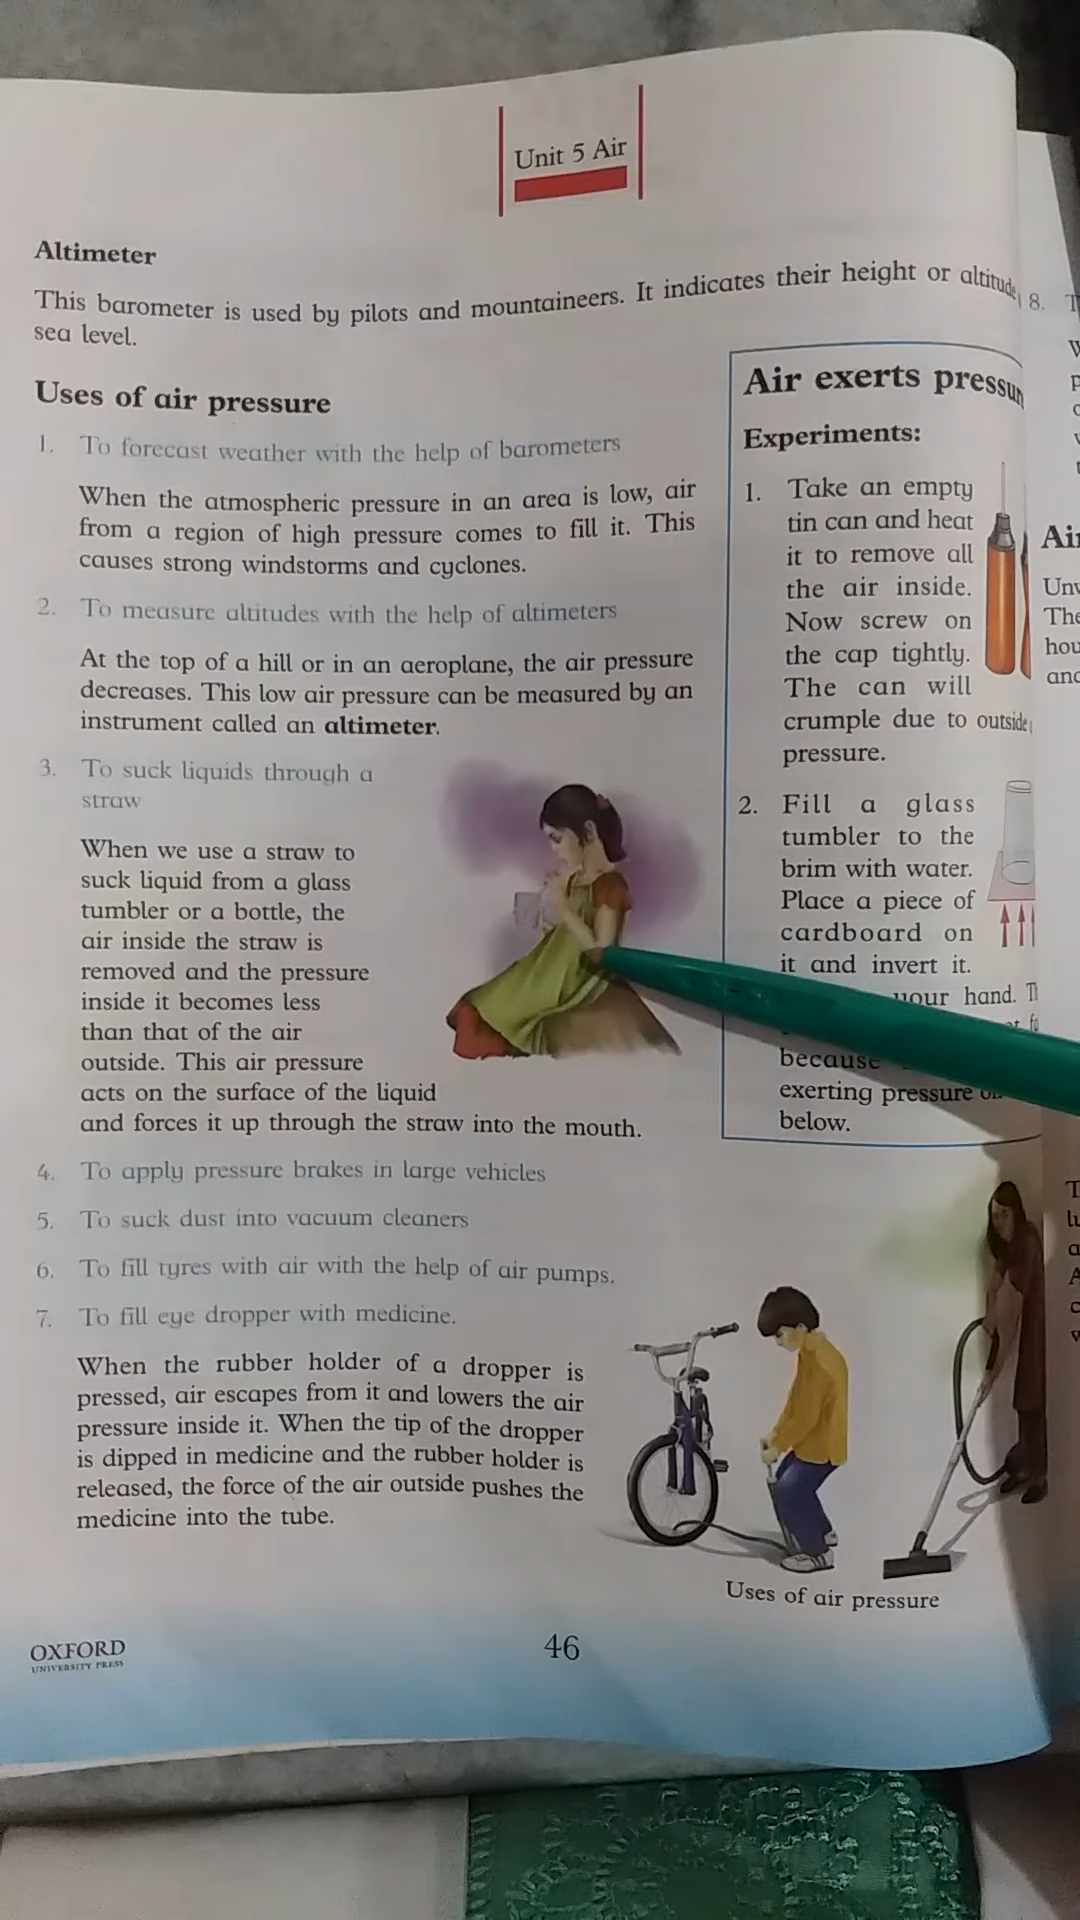 Unit 5 Air
Altimeter
This barometer is used by pilots and mountaineers. It indicates their height or altitud
sea level.
Uses of air pressure
1. To forecast weather with the help of barometers
When the atmospheric pressure in an area is low, air
from a region of high pressure comes to fill it. This
causes strong windstorms and cyclones.
2. To measure altitudes with the help of altimeters
At the top of a hill or in an aeroplane, the air pressure
decreases. This low air pressure can be measured by an
instrument called an altimeter.
3. To suck liquids through a
straw
When we use a straw to
suck liquid from a glass
tumbler or a bottle, the
air inside the straw is
removed and the pressure
inside it becomes less
than that of the air
outside. This air pressure
acts on the surface of the liquid
and forces it up through the straw into the mouth.
4. To apply pressure brakes in large vehicles
5. To suck dust into vacuum cleaners
6. To fill tyres with air with the help of air pumps.
7. To fill eye dropper with medicine.
When the rubber holder of a dropper is
pressed, air escapes from it and lowers the air
pressure inside it. When the tip of the dropper
is dipped in medicine and the rubber holder is
released, the force of the air outside pushes the
medicine into the tube.
Air exerts pressur
Experiments:
1. Take an empty
tin can and heat
it to remove all
the air inside.
Now screw on
the cap tightly.
The can will
crumple due to outside
pressure.
2. Fill a glass
tumbler to the
brim with water.
Place a piece of
cardboard on
it and invert it.
your hand.
because
exerting pressure
below.
Uses of air pressure
OXFORD
UNIVERSITY PRESS
46
8.
Air
The